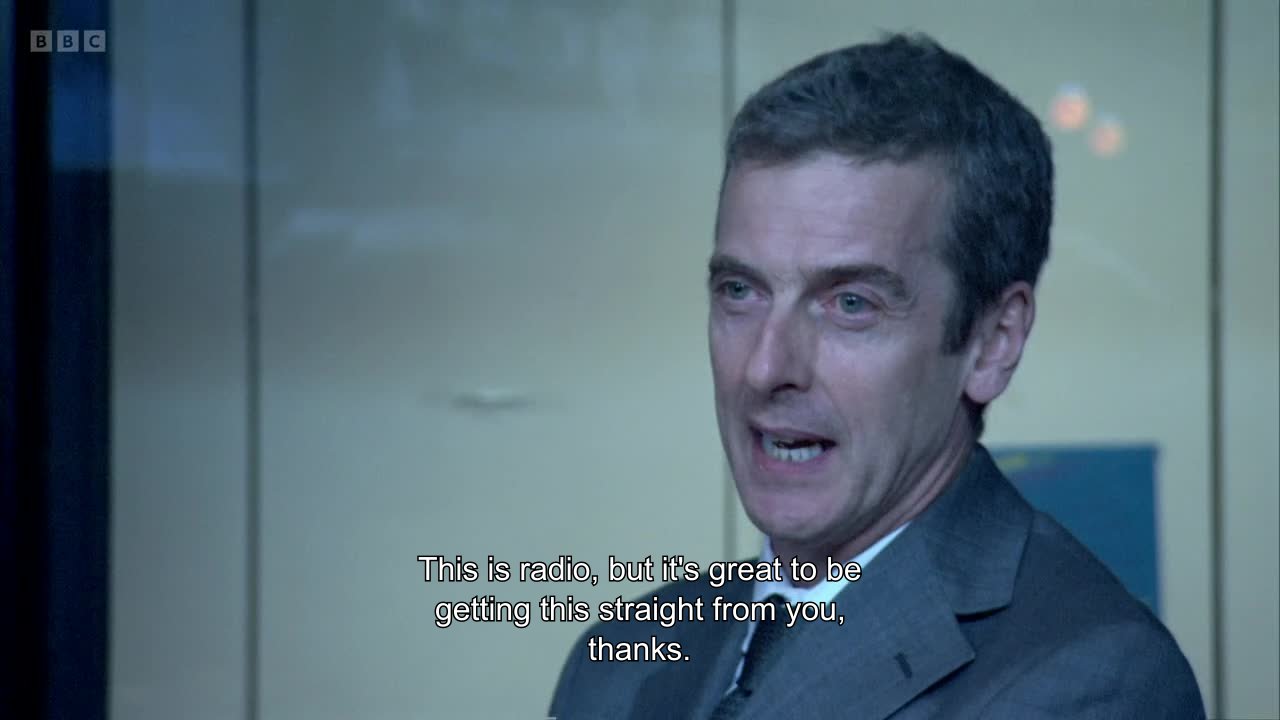 BBC
This is radio, but it's great to be
getting this straight from you,
thanks.